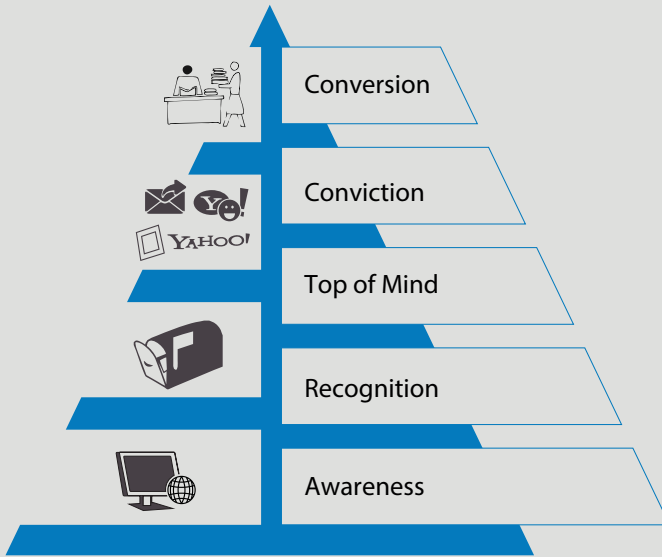 Conversion
Conviction
Y!
YAHOO!
Top of Mind
Recognition
Awareness